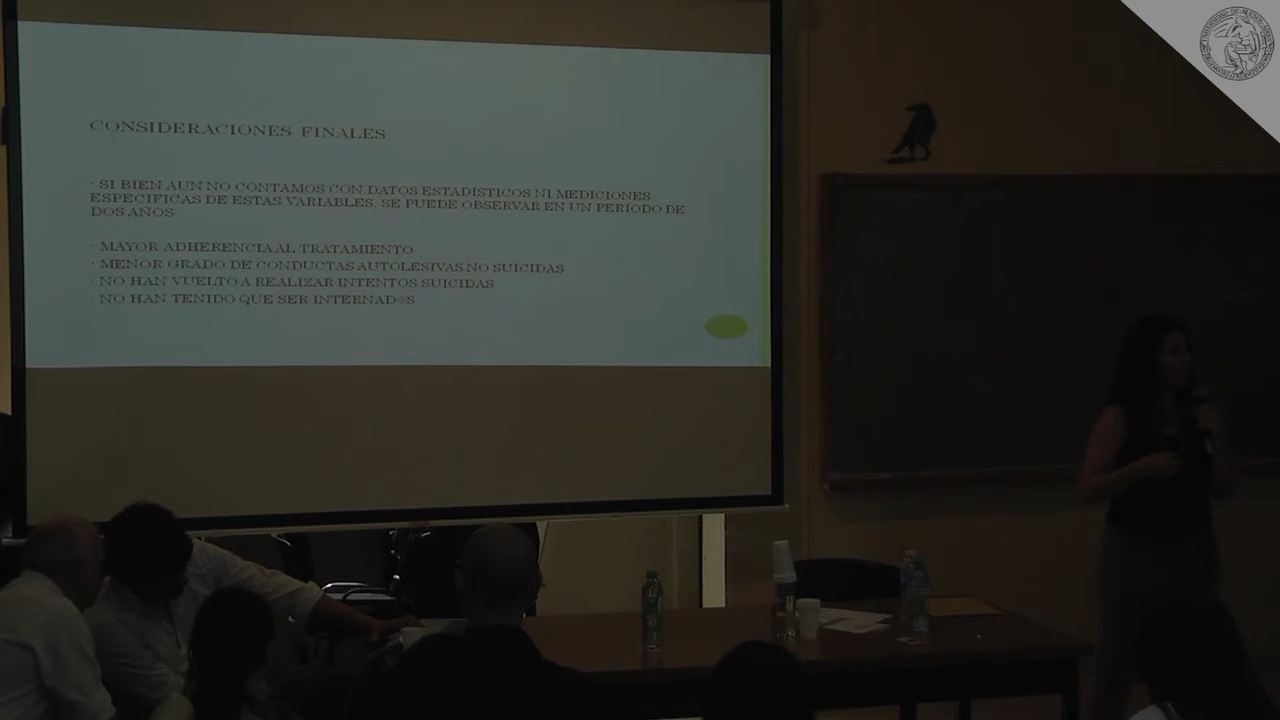 CONSIDERACIONES FINALES
· SI BIEN AUN NO CONTAMOS CON DATOS ESTADISTICOS NI MEDICIONES
ESPECIFICAS DE ESTAS VARIABLES, SE PUEDE OBSERVAR EN UN PERIODO DE
DOS AÑOS:
· MAYOR ADHERENCIA AL TRATAMIENTO
· MENOR GRADO DE CONDUCTAS AUTOLESIVAS NO SUICIDAS
· NO HAN VUELTO A REALIZAR INTENTOS SUICIDAS
· NO HAN TENIDO QUE SER INTERNAD@S